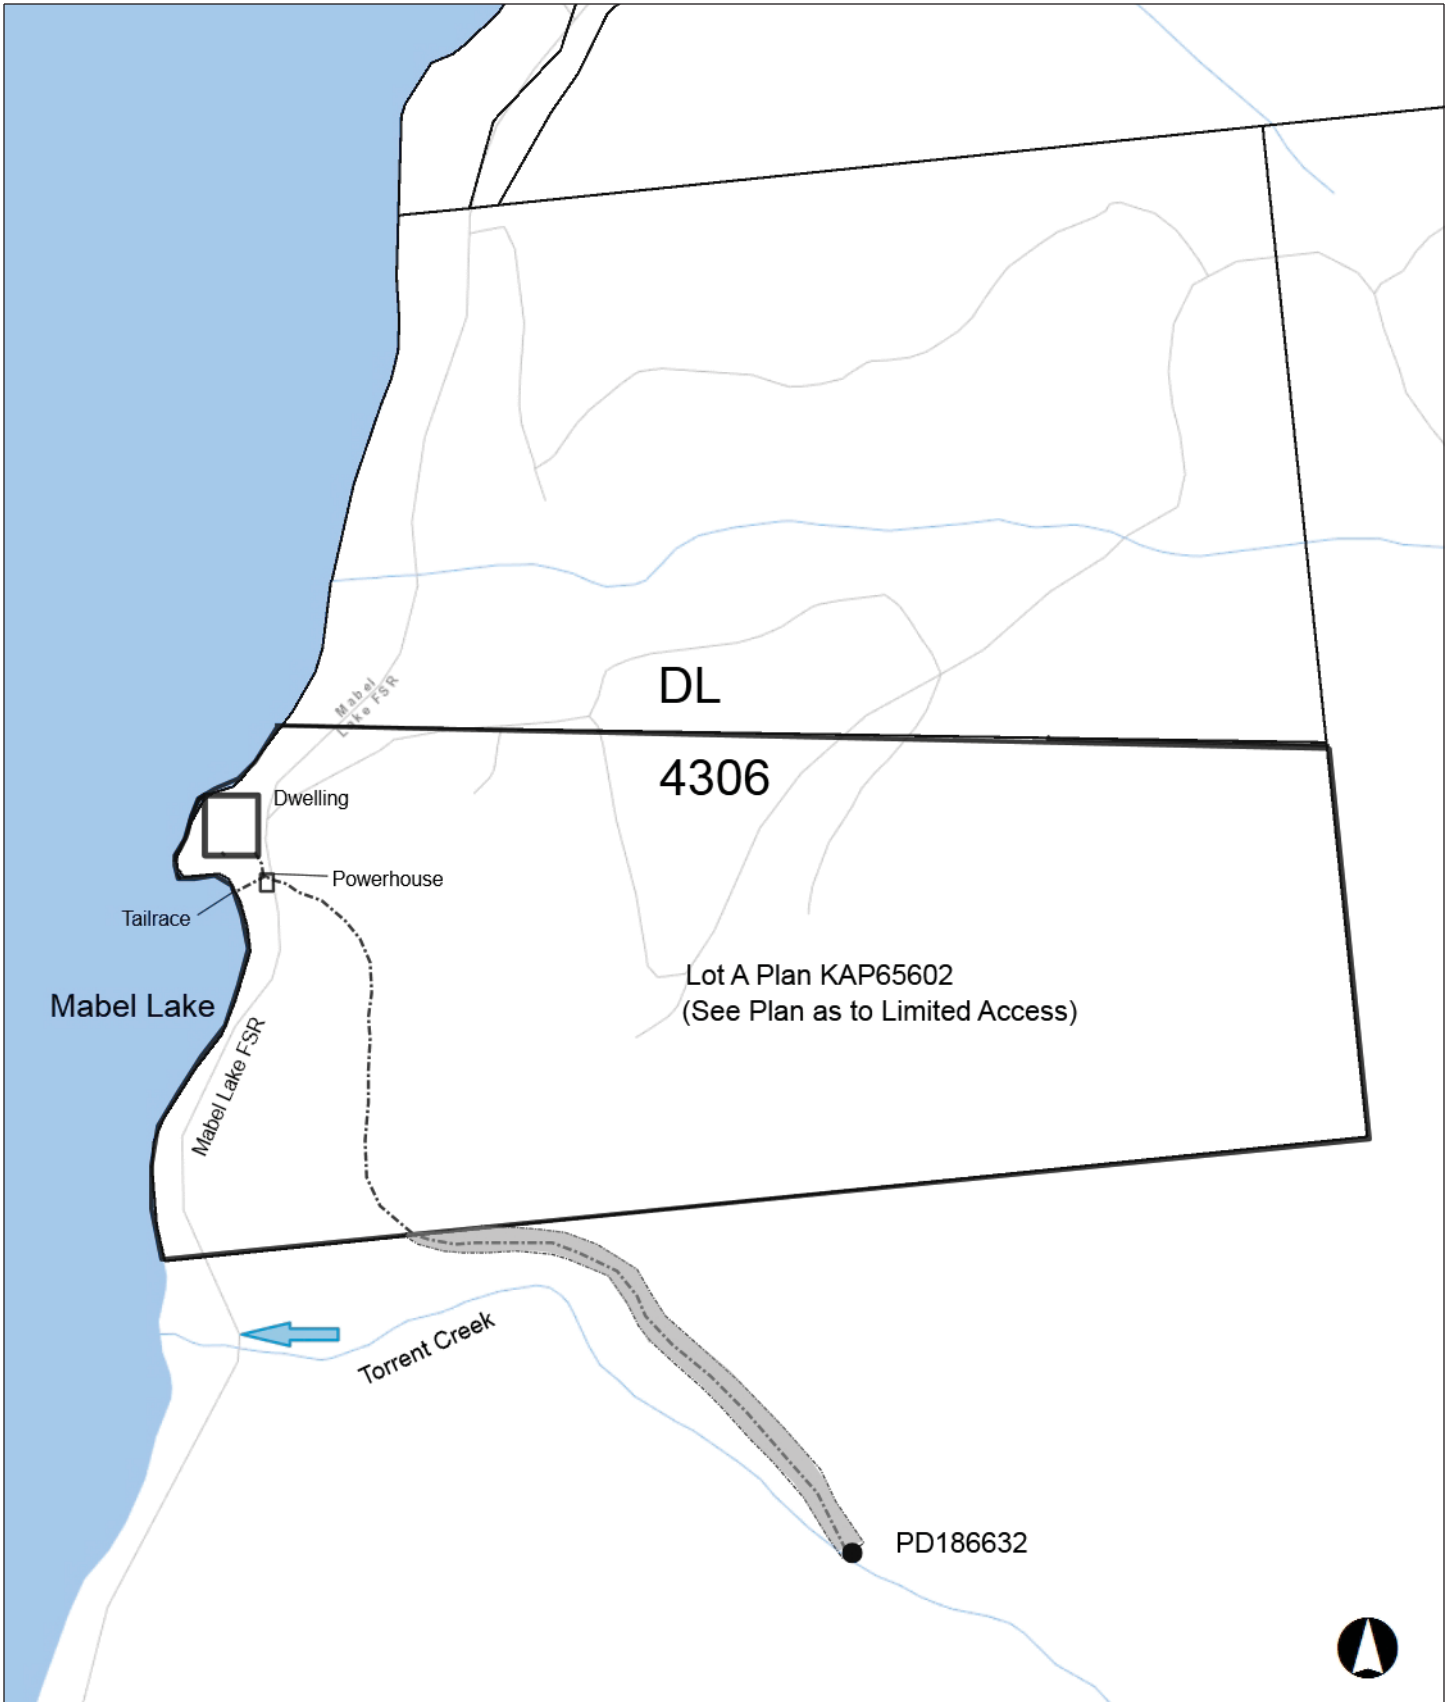 DL
Mabel
Lake FSR
4306
Dwelling
Powerhouse
Tailrace
Lot A Plan KAP65602
(See Plan as to Limited Access)
Mabel Lake
Mabel Lake FSR
Torrent Creek
PD186632